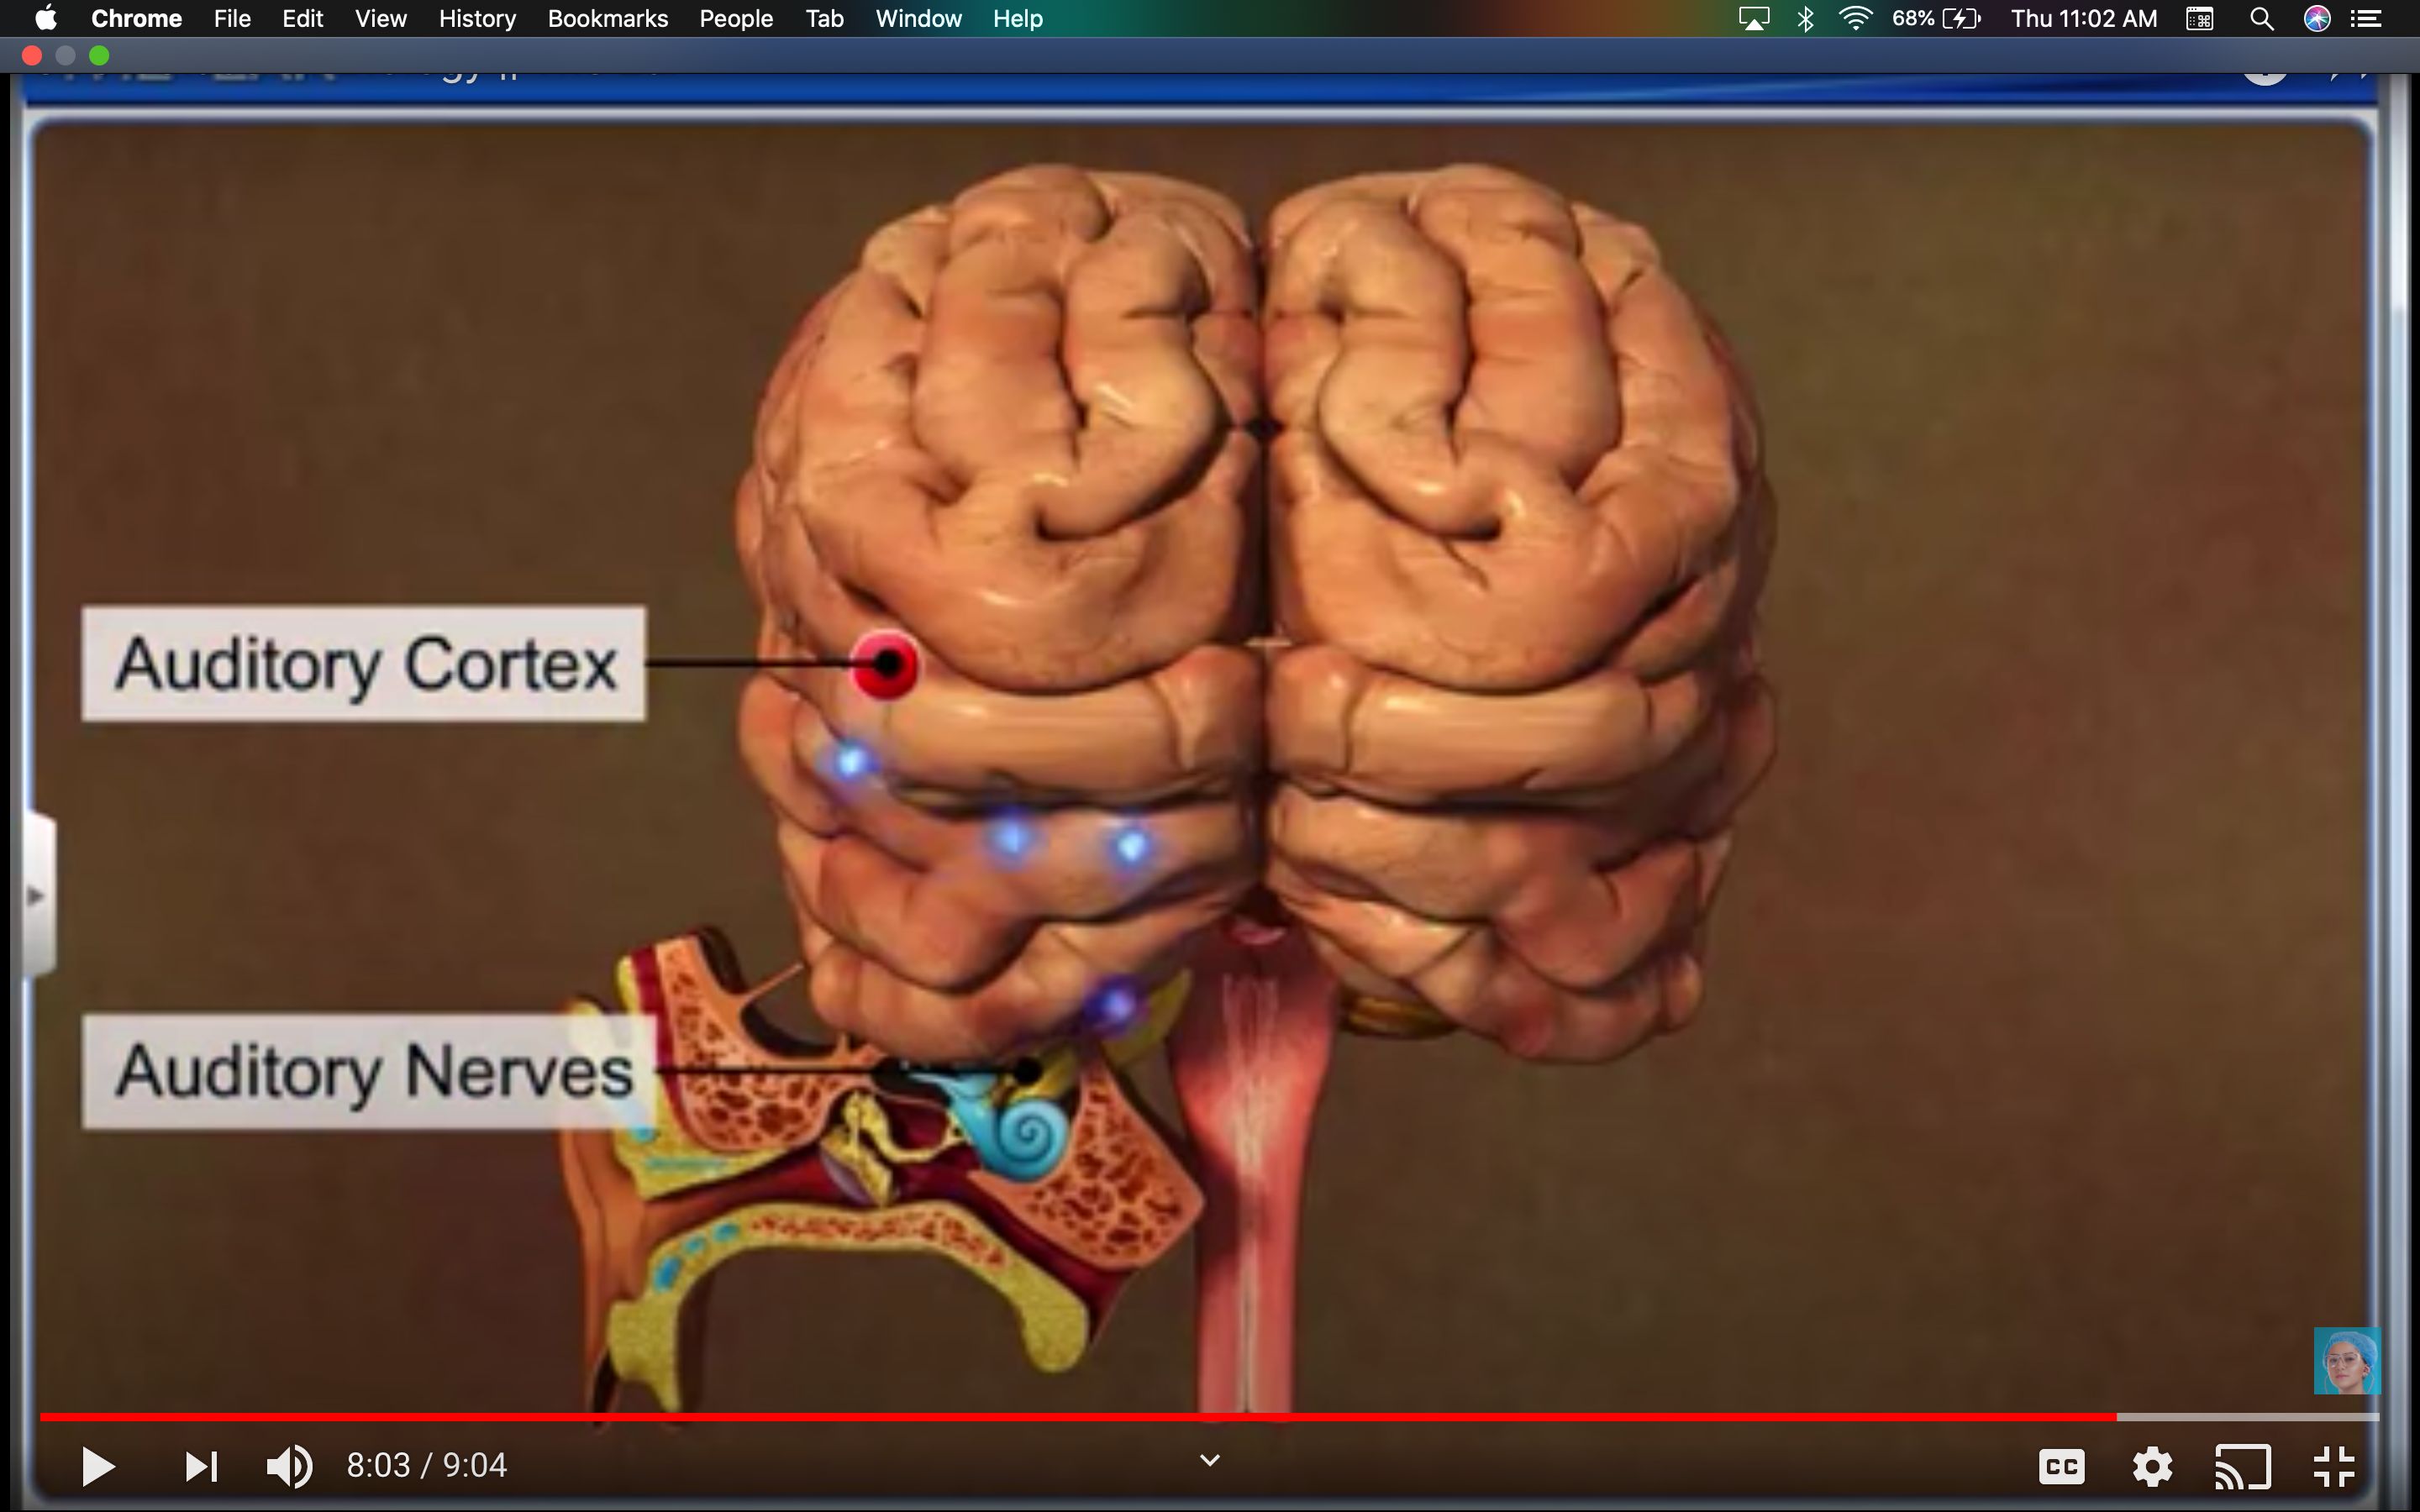 Chrome File Edit View History Bookmarks People Tab Window Help 68% Thu 11:02 AM
Auditory Cortex
Auditory Nerves
8:03 / 9:04
CC